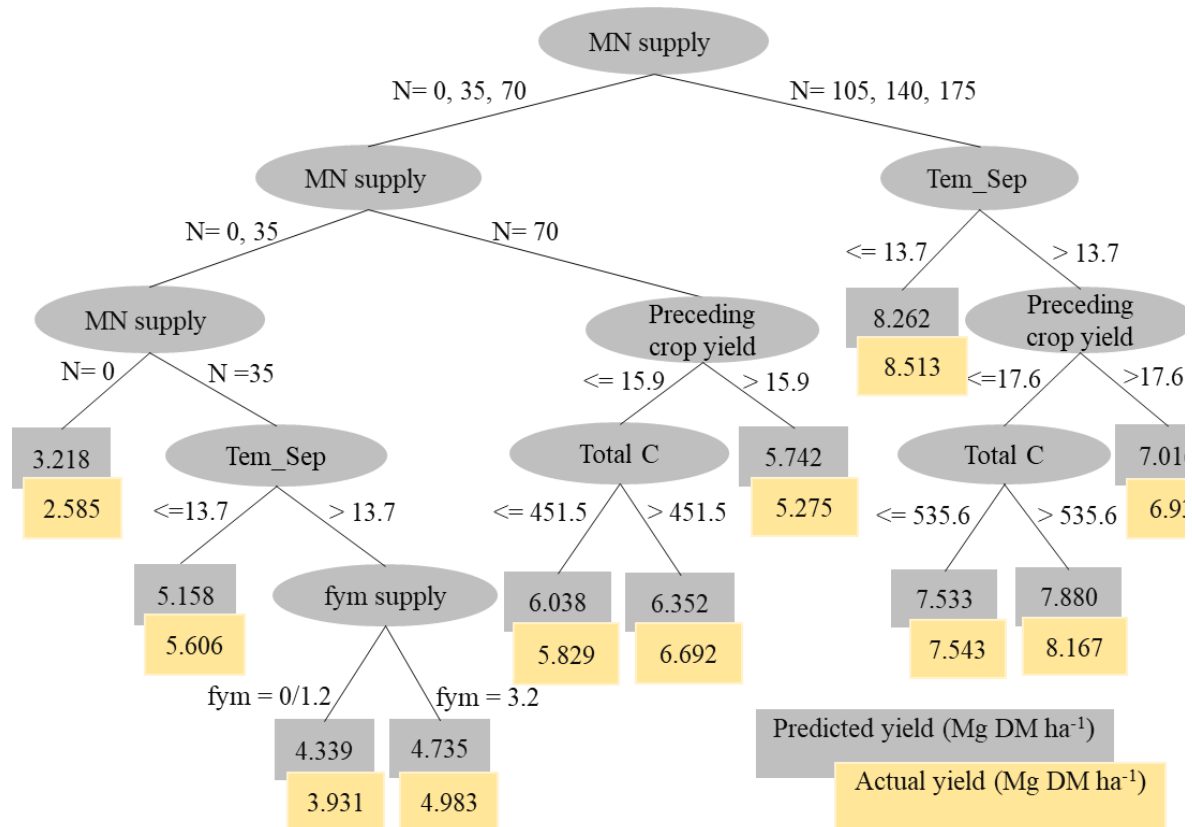 MN supply
N= 0, 35, 70
N= 105, 140, 175
MN supply
Tem_Sep
N= 0, 35
N= 70
<= 13.7
> 13.7
MN supply
Preceding
crop yield
8.262
8.513
Preceding
crop yield
N= 0
N =35
<= 15.9
> 15.9
<=17.6
>17.6
3.218
2.585
Tem_Sep
Total C
5.742
5.275
Total C
<=13.7
> 13.7
<= 451.5
> 451.5
<= 535.6
> 535.6
5.158
5.606
fym supply
6.038
5.829
6.352
6.692
7.533
7.543
7.880
8.167
fym = 0/1.2
fym = 3.2
4.339
3.931
4.735
4.983
Predicted yield (Mg DM ha⁻¹)
Actual yield (Mg DM ha⁻¹)